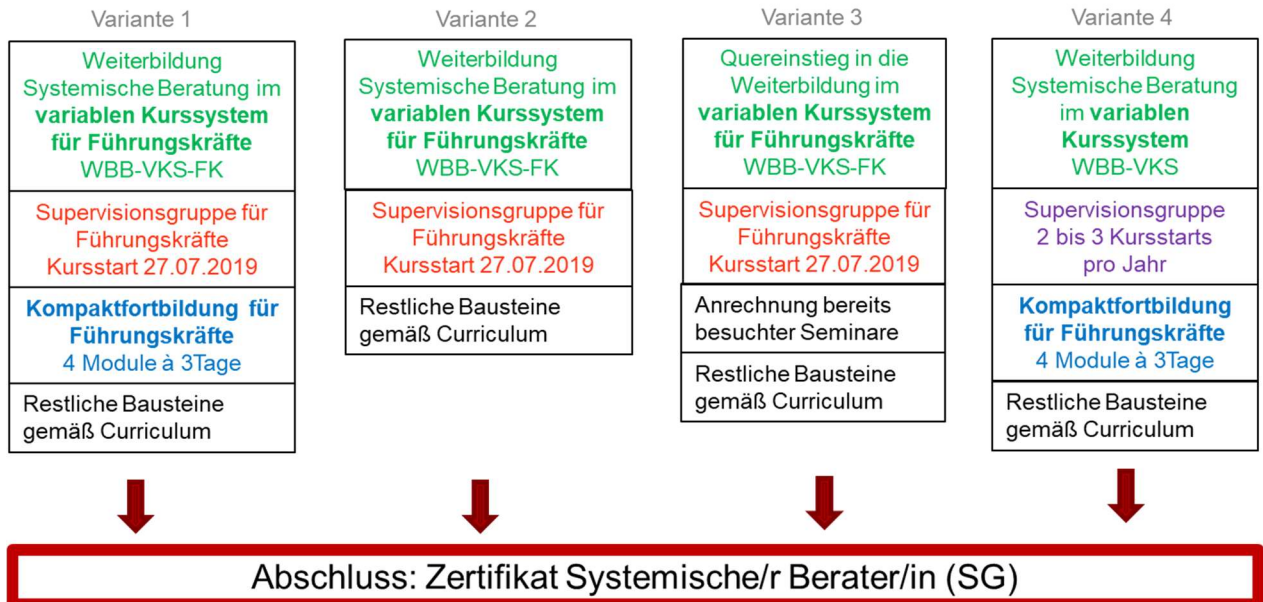 Variante 1
Weiterbildung
Systemische Beratung im
variablen Kurssystem
für Führungskräfte
WBB-VKS-FK
Supervisionsgruppe für
Führungskräfte
Kursstart 27.07.2019
Kompaktfortbildung für
Führungskräfte
4 Module à 3Tage
Restliche Bausteine
gemäß Curriculum
Variante 2
Weiterbildung
Systemische Beratung im
variablen Kurssystem
für Führungskräfte
WBB-VKS-FK
Supervisionsgruppe für
Führungskräfte
Kursstart 27.07.2019
Restliche Bausteine
gemäß Curriculum
Variante 3
Quereinstieg in die
Weiterbildung im
variablen Kurssystem
für Führungskräfte
WBB-VKS-FK
Supervisionsgruppe für
Führungskräfte
Kursstart 27.07.2019
Anrechnung bereits
besuchter Seminare
Restliche Bausteine
gemäß Curriculum
Variante 4
Weiterbildung
Systemische Beratung
im variablen
Kurssystem
WBB-VKS
Supervisionsgruppe
2 bis 3 Kursstarts
pro Jahr
Kompaktfortbildung
für Führungskräfte
4 Module à 3Tage
Restliche Bausteine
gemäß Curriculum
Abschluss: Zertifikat Systemische/r Berater/in (SG)